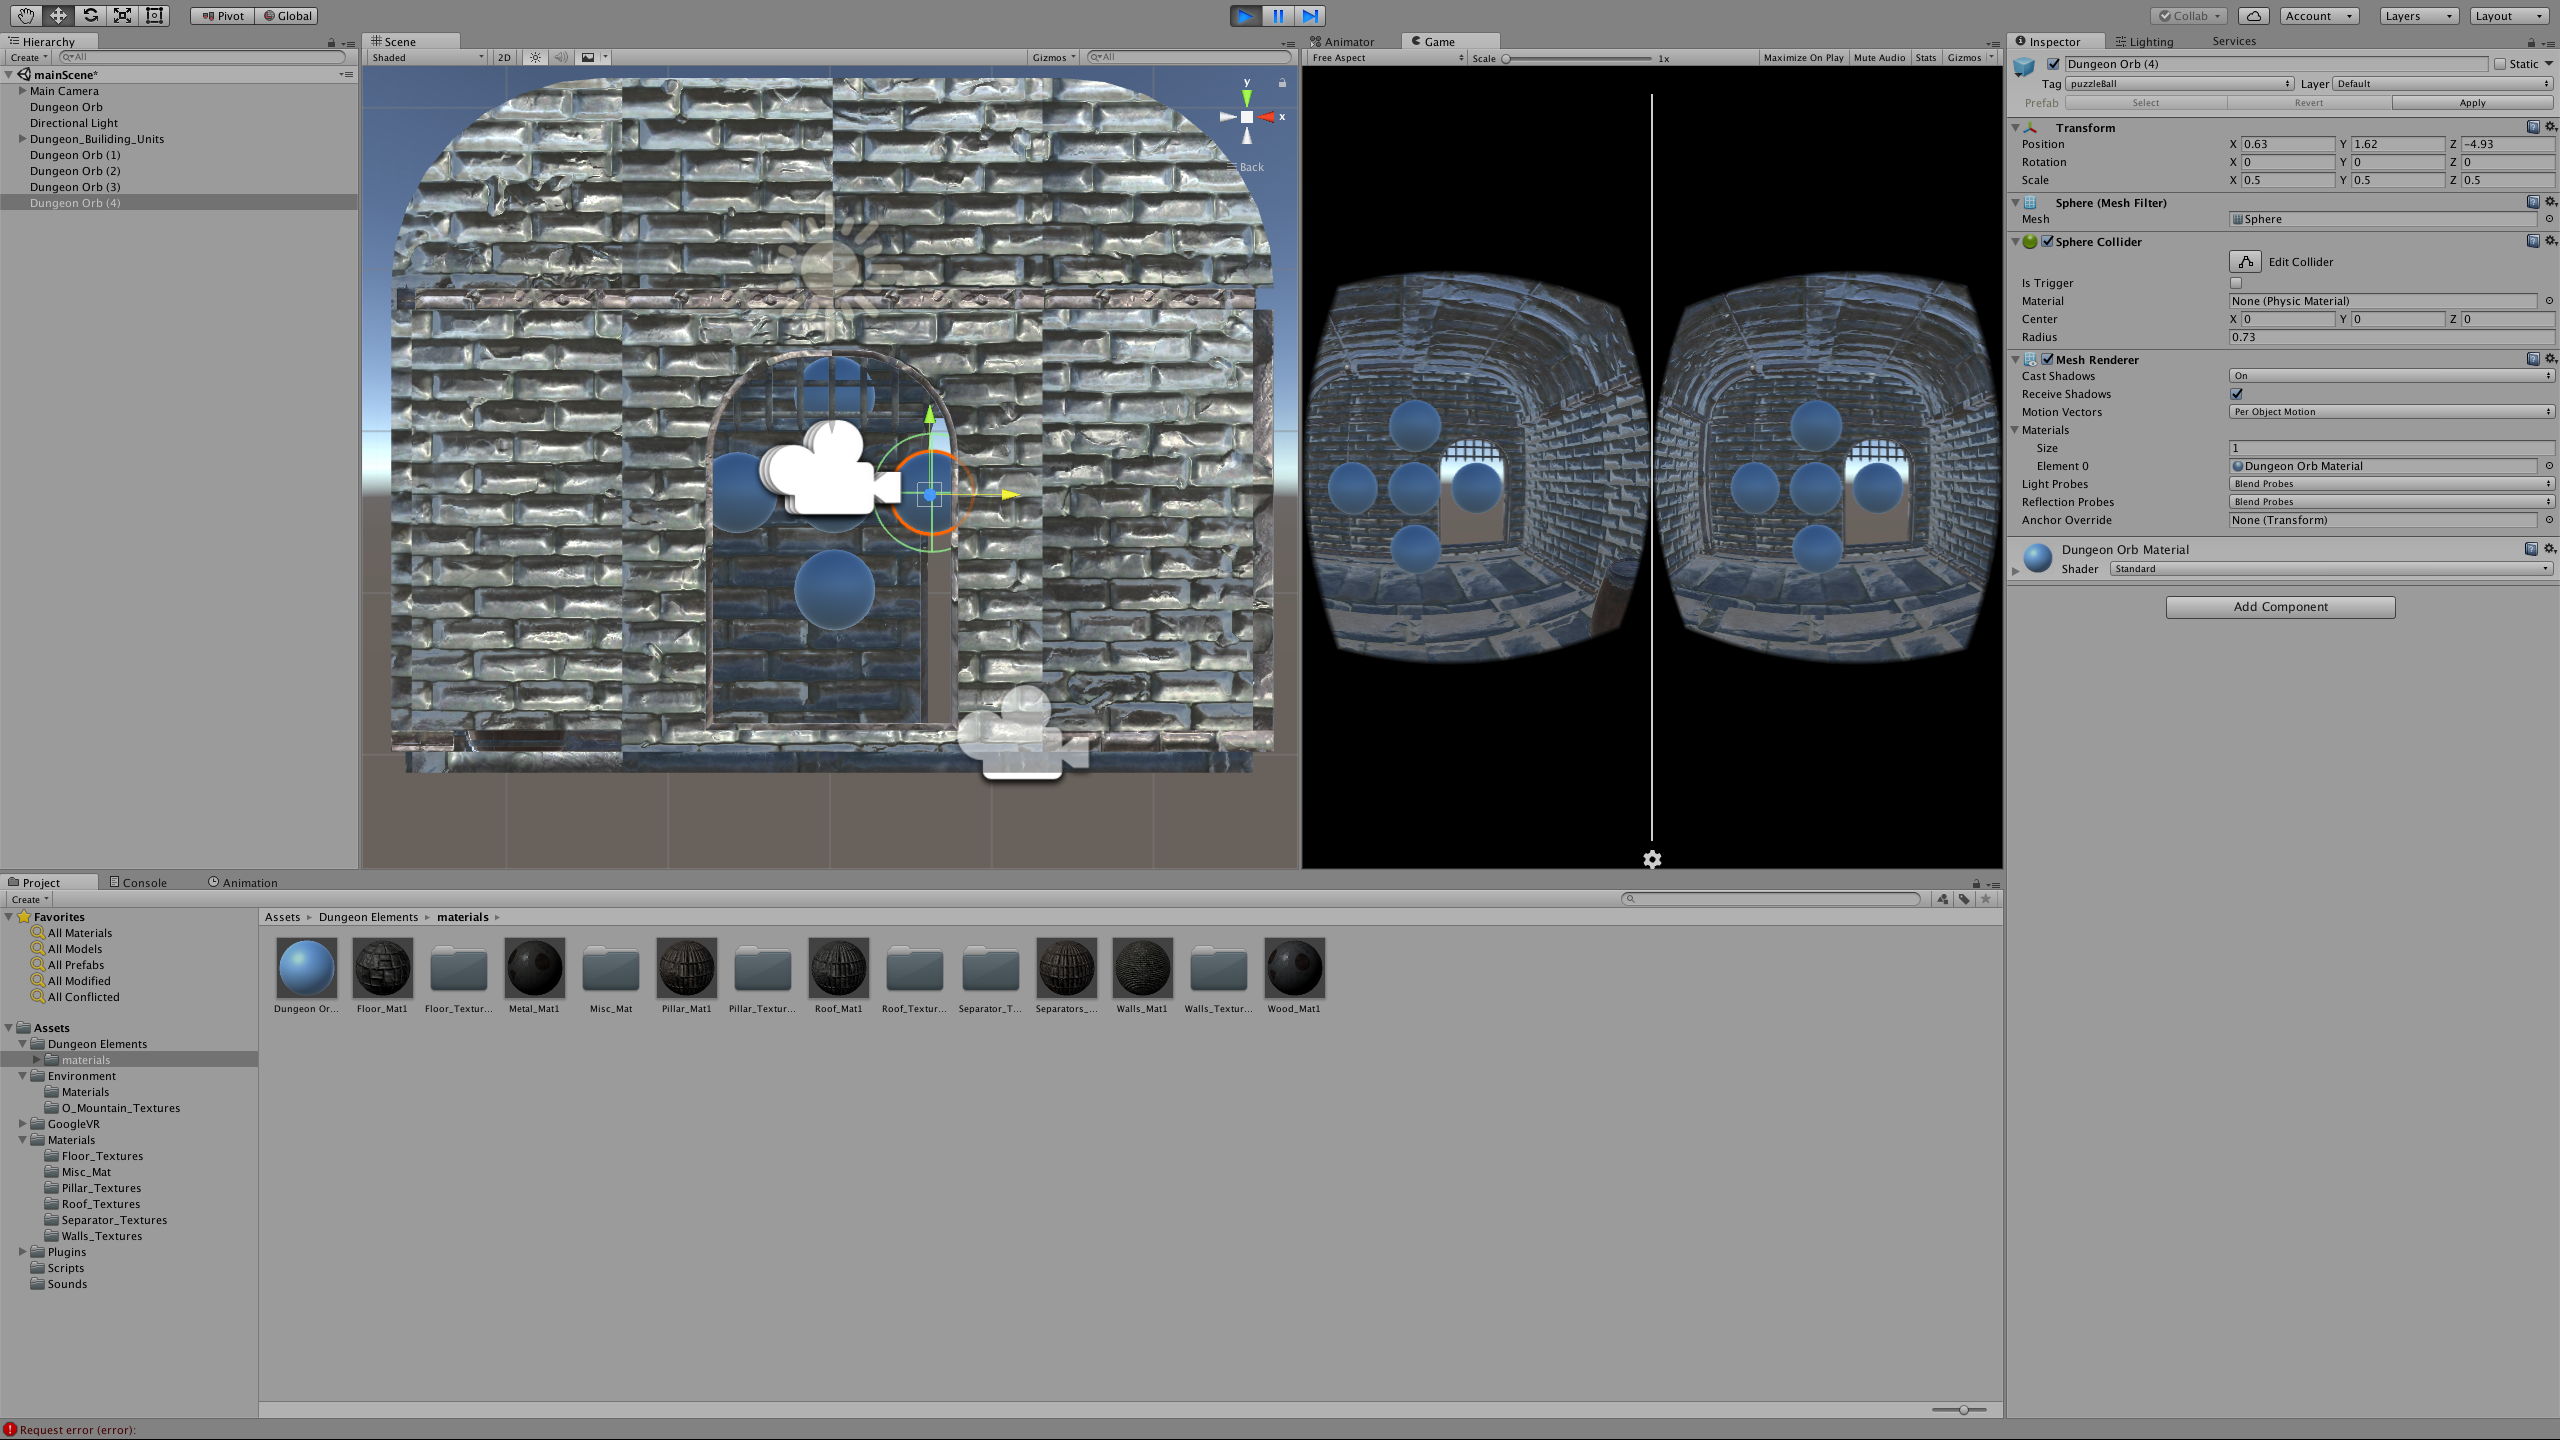 Pivot Global Collab Account Layers Layout
Hierarchy
Create All
mainScene*
Main Camera
Dungeon Orb
Directional Light
Dungeon_Builiding_Units
Dungeon Orb (1)
Dungeon Orb (2)
Dungeon Orb (3)
Dungeon Orb (4)
Scene
Shaded 2D Gizmos All
y
x
Back
Animator Game
Free Aspect Scale 1x Maximize On Play Mute Audio Stats Gizmos
Inspector Lighting Services
Dungeon Orb (4) Static
Tag puzzleBall Layer Default
Prefab Select Revert Apply
Transform
Position X 0.63 Y 1.62 Z -4.93
Rotation X 0 Y 0 Z 0
Scale X 0.5 Y 0.5 Z 0.5
Sphere (Mesh Filter)
Mesh Sphere
Sphere Collider
Edit Collider
Is Trigger
Material None (Physic Material)
Center X 0 Y 0 Z 0
Radius 0.73
Mesh Renderer
Cast Shadows On
Receive Shadows
Motion Vectors Per Object Motion
Materials
Size 1
Element 0 Dungeon Orb Material
Light Probes Blend Probes
Reflection Probes Blend Probes
Anchor Override None (Transform)
Dungeon Orb Material
Shader Standard
Add Component
Project Console Animation
Create
Favorites
All Materials
All Models
All Prefabs
All Modified
All Conflicted
Assets
Dungeon Elements
materials
Environment
Materials
O_Mountain_Textures
GoogleVR
Materials
Floor_Textures
Misc_Mat
Pillar_Textures
Roof_Textures
Separator_Textures
Walls_Textures
Plugins
Scripts
Sounds
Assets Dungeon Elements materials
Dungeon Or... Floor_Mat1 Floor_Textur... Metal_Mat1 Misc_Mat Pillar_Mat1 Pillar_Textur... Roof_Mat1 Roof_Textur... Separator_T... Separators_... Walls_Mat1 Walls_Textur... Wood_Mat1
Request error (error):